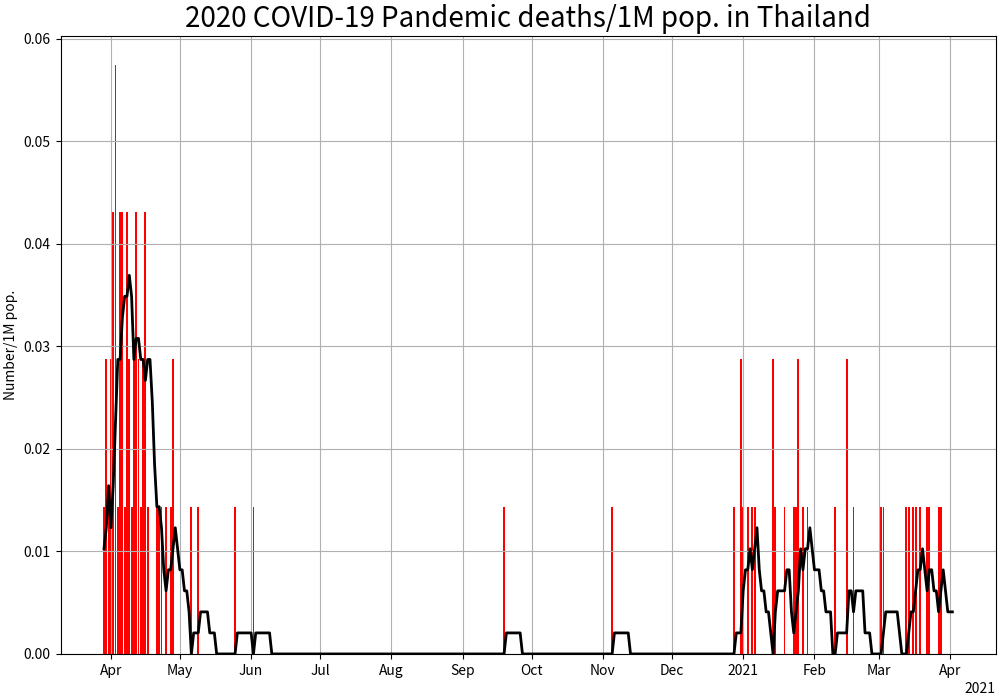 2020 COVID-19 Pandemic deaths/1M pop. in Thailand
Number/1M pop.
0.06
0.05
0.04
0.03
0.02
0.01
0.00
Apr May Jun Jul Aug Sep Oct Nov Dec 2021 Feb Mar Apr
2021